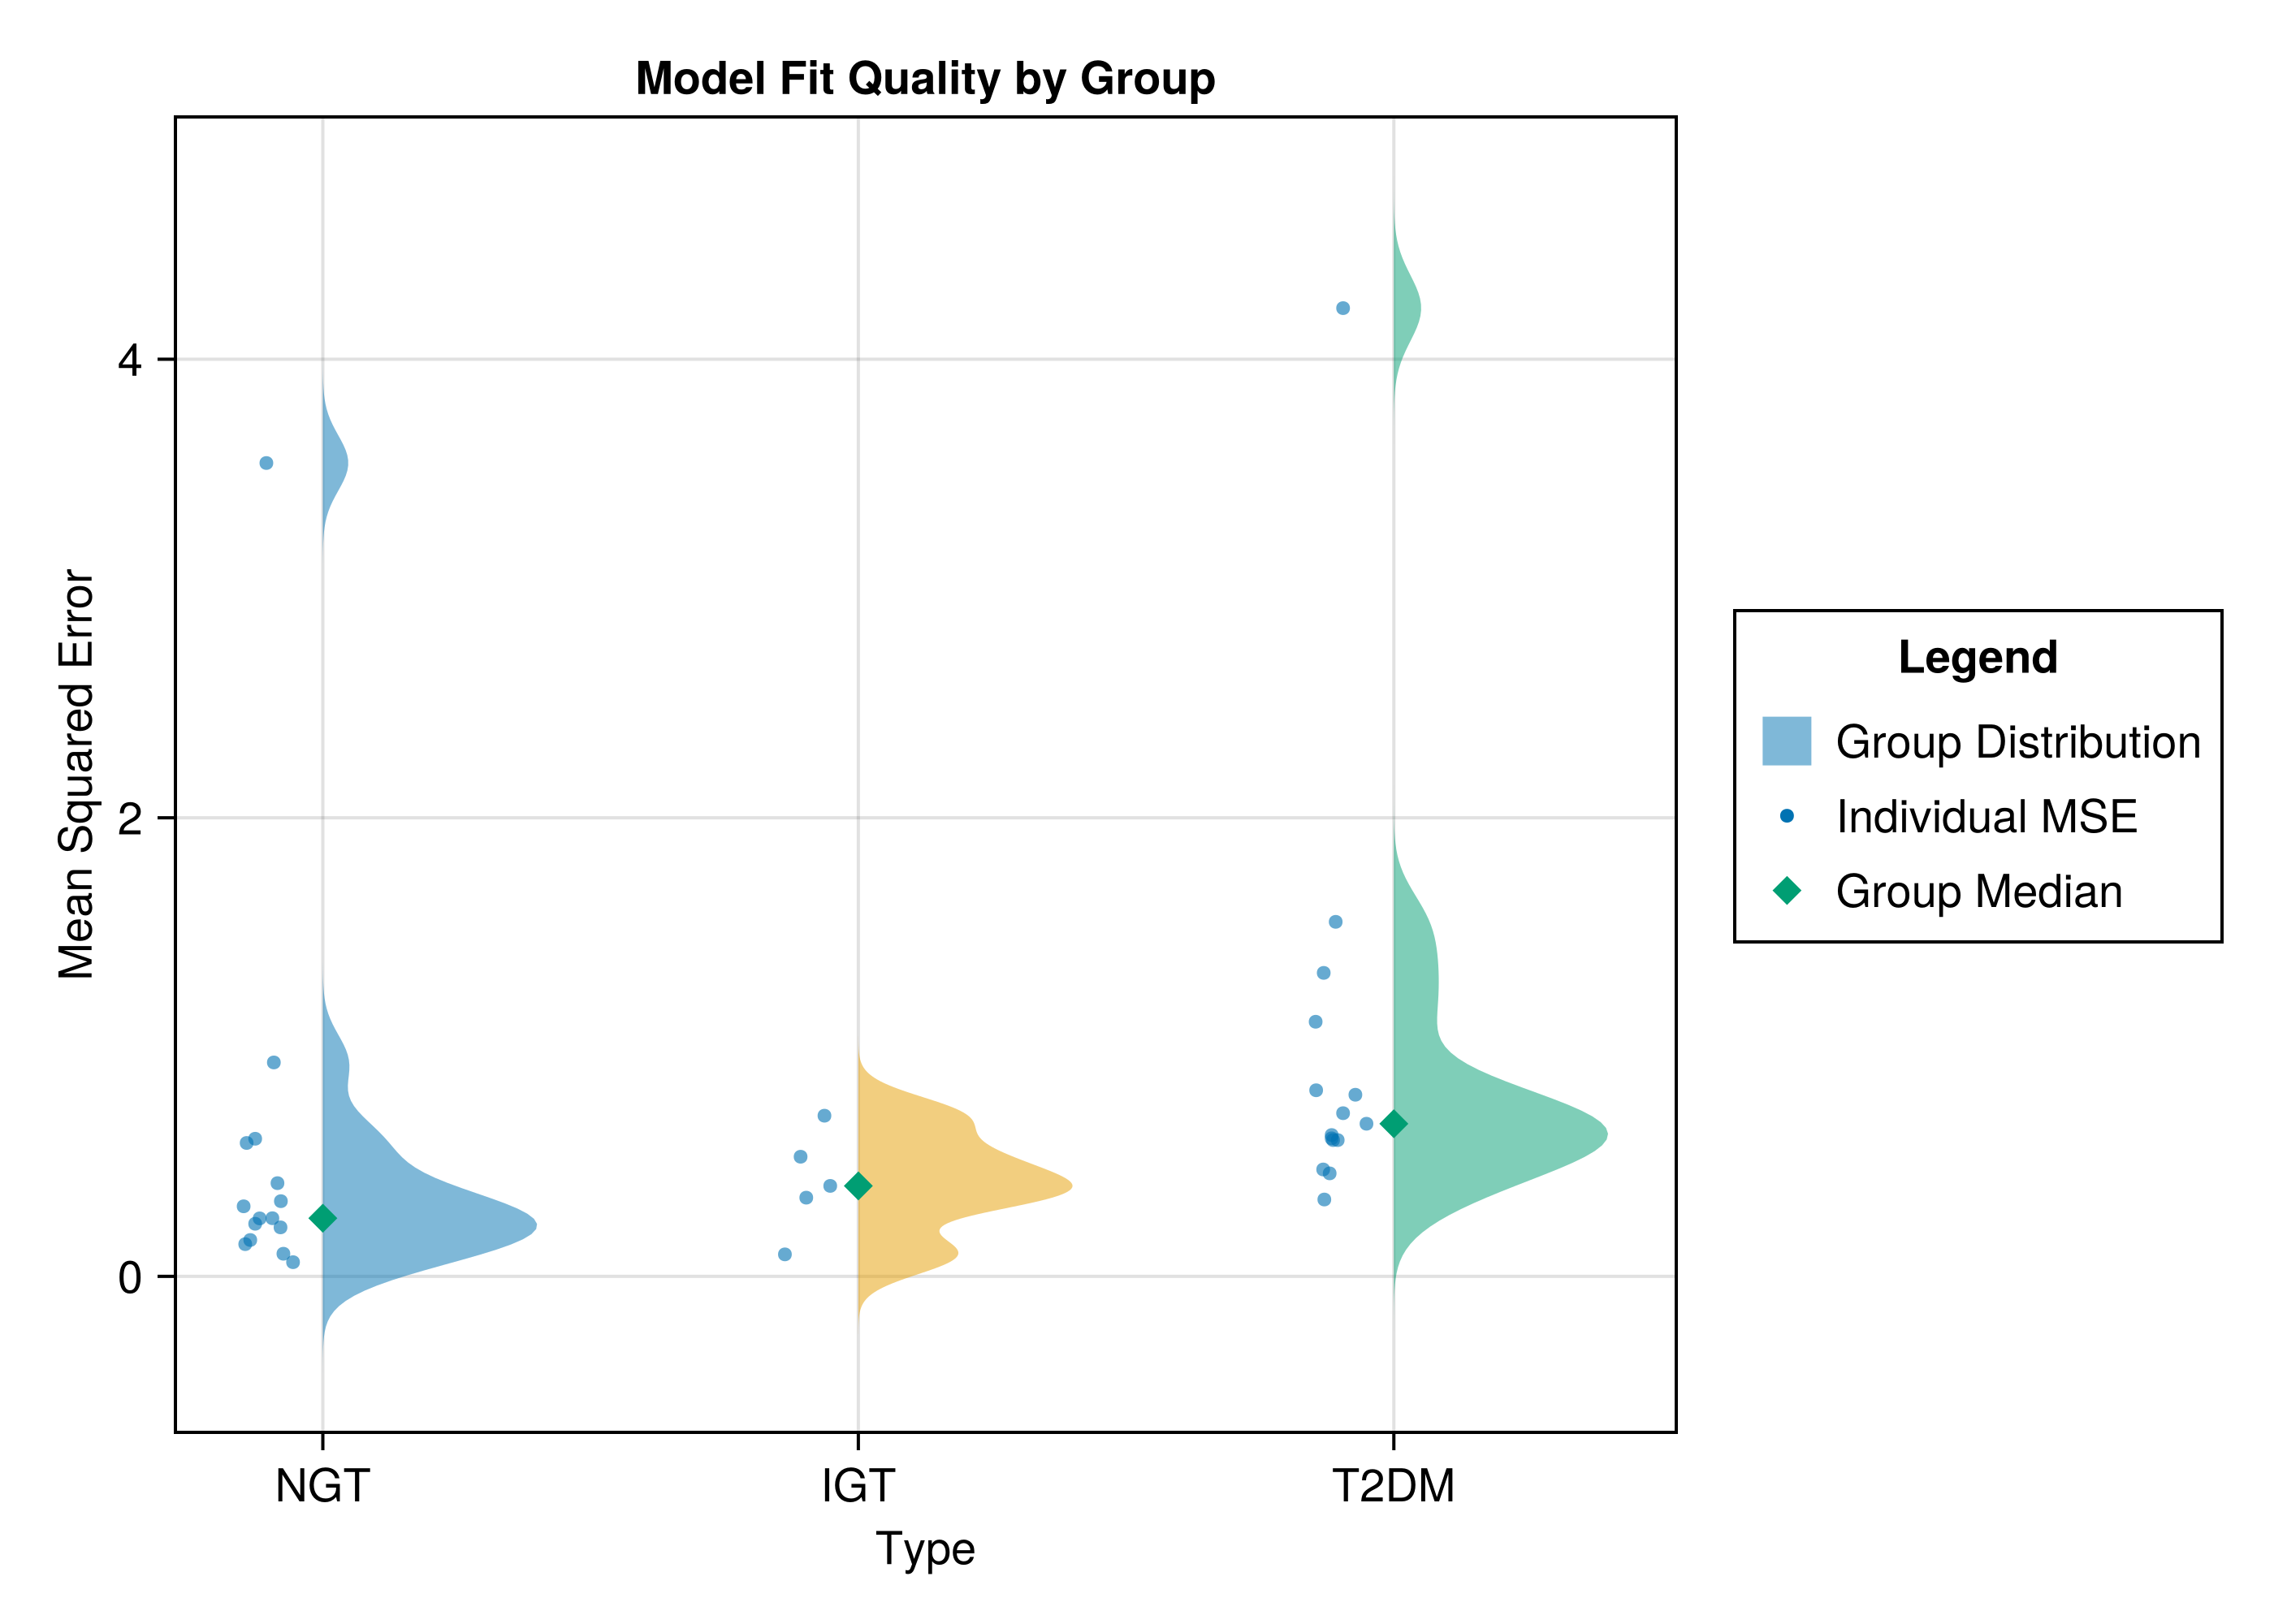 Model Fit Quality by Group
Mean Squared Error
4
2
0
NGT
IGT
T2DM
Type
Legend
Group Distribution
Individual MSE
Group Median